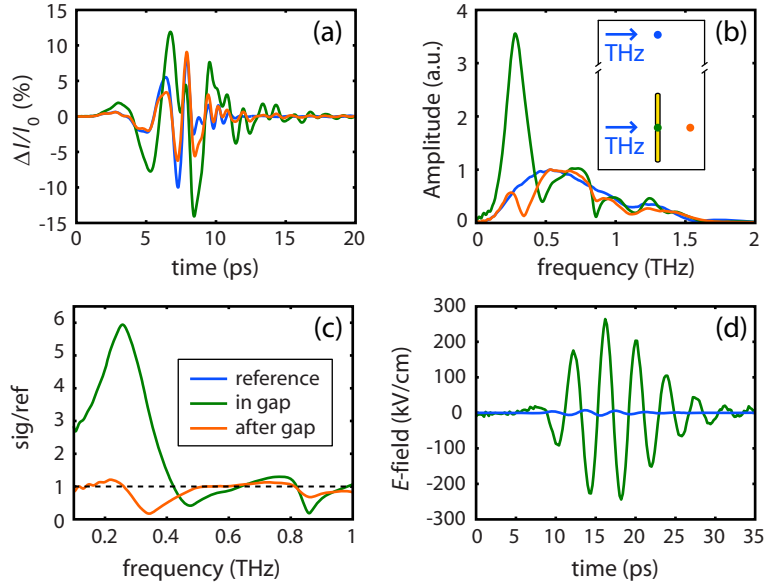 (a)
ΔI/I0 (%)
15
10
5
0
-5
-10
-15
0 5 10 15 20
time (ps)
(b)
Amplitude (a.u.)
4
3
2
1
0
0 0.5 1 1.5 2
frequency (THz)
THz
THz
(c)
sig/ref
6
5
4
3
2
1
0
0.2 0.4 0.6 0.8 1
frequency (THz)
reference
in gap
after gap
(d)
E-field (kV/cm)
300
200
100
0
-100
-200
-300
0 5 10 15 20 25 30 35
time (ps)